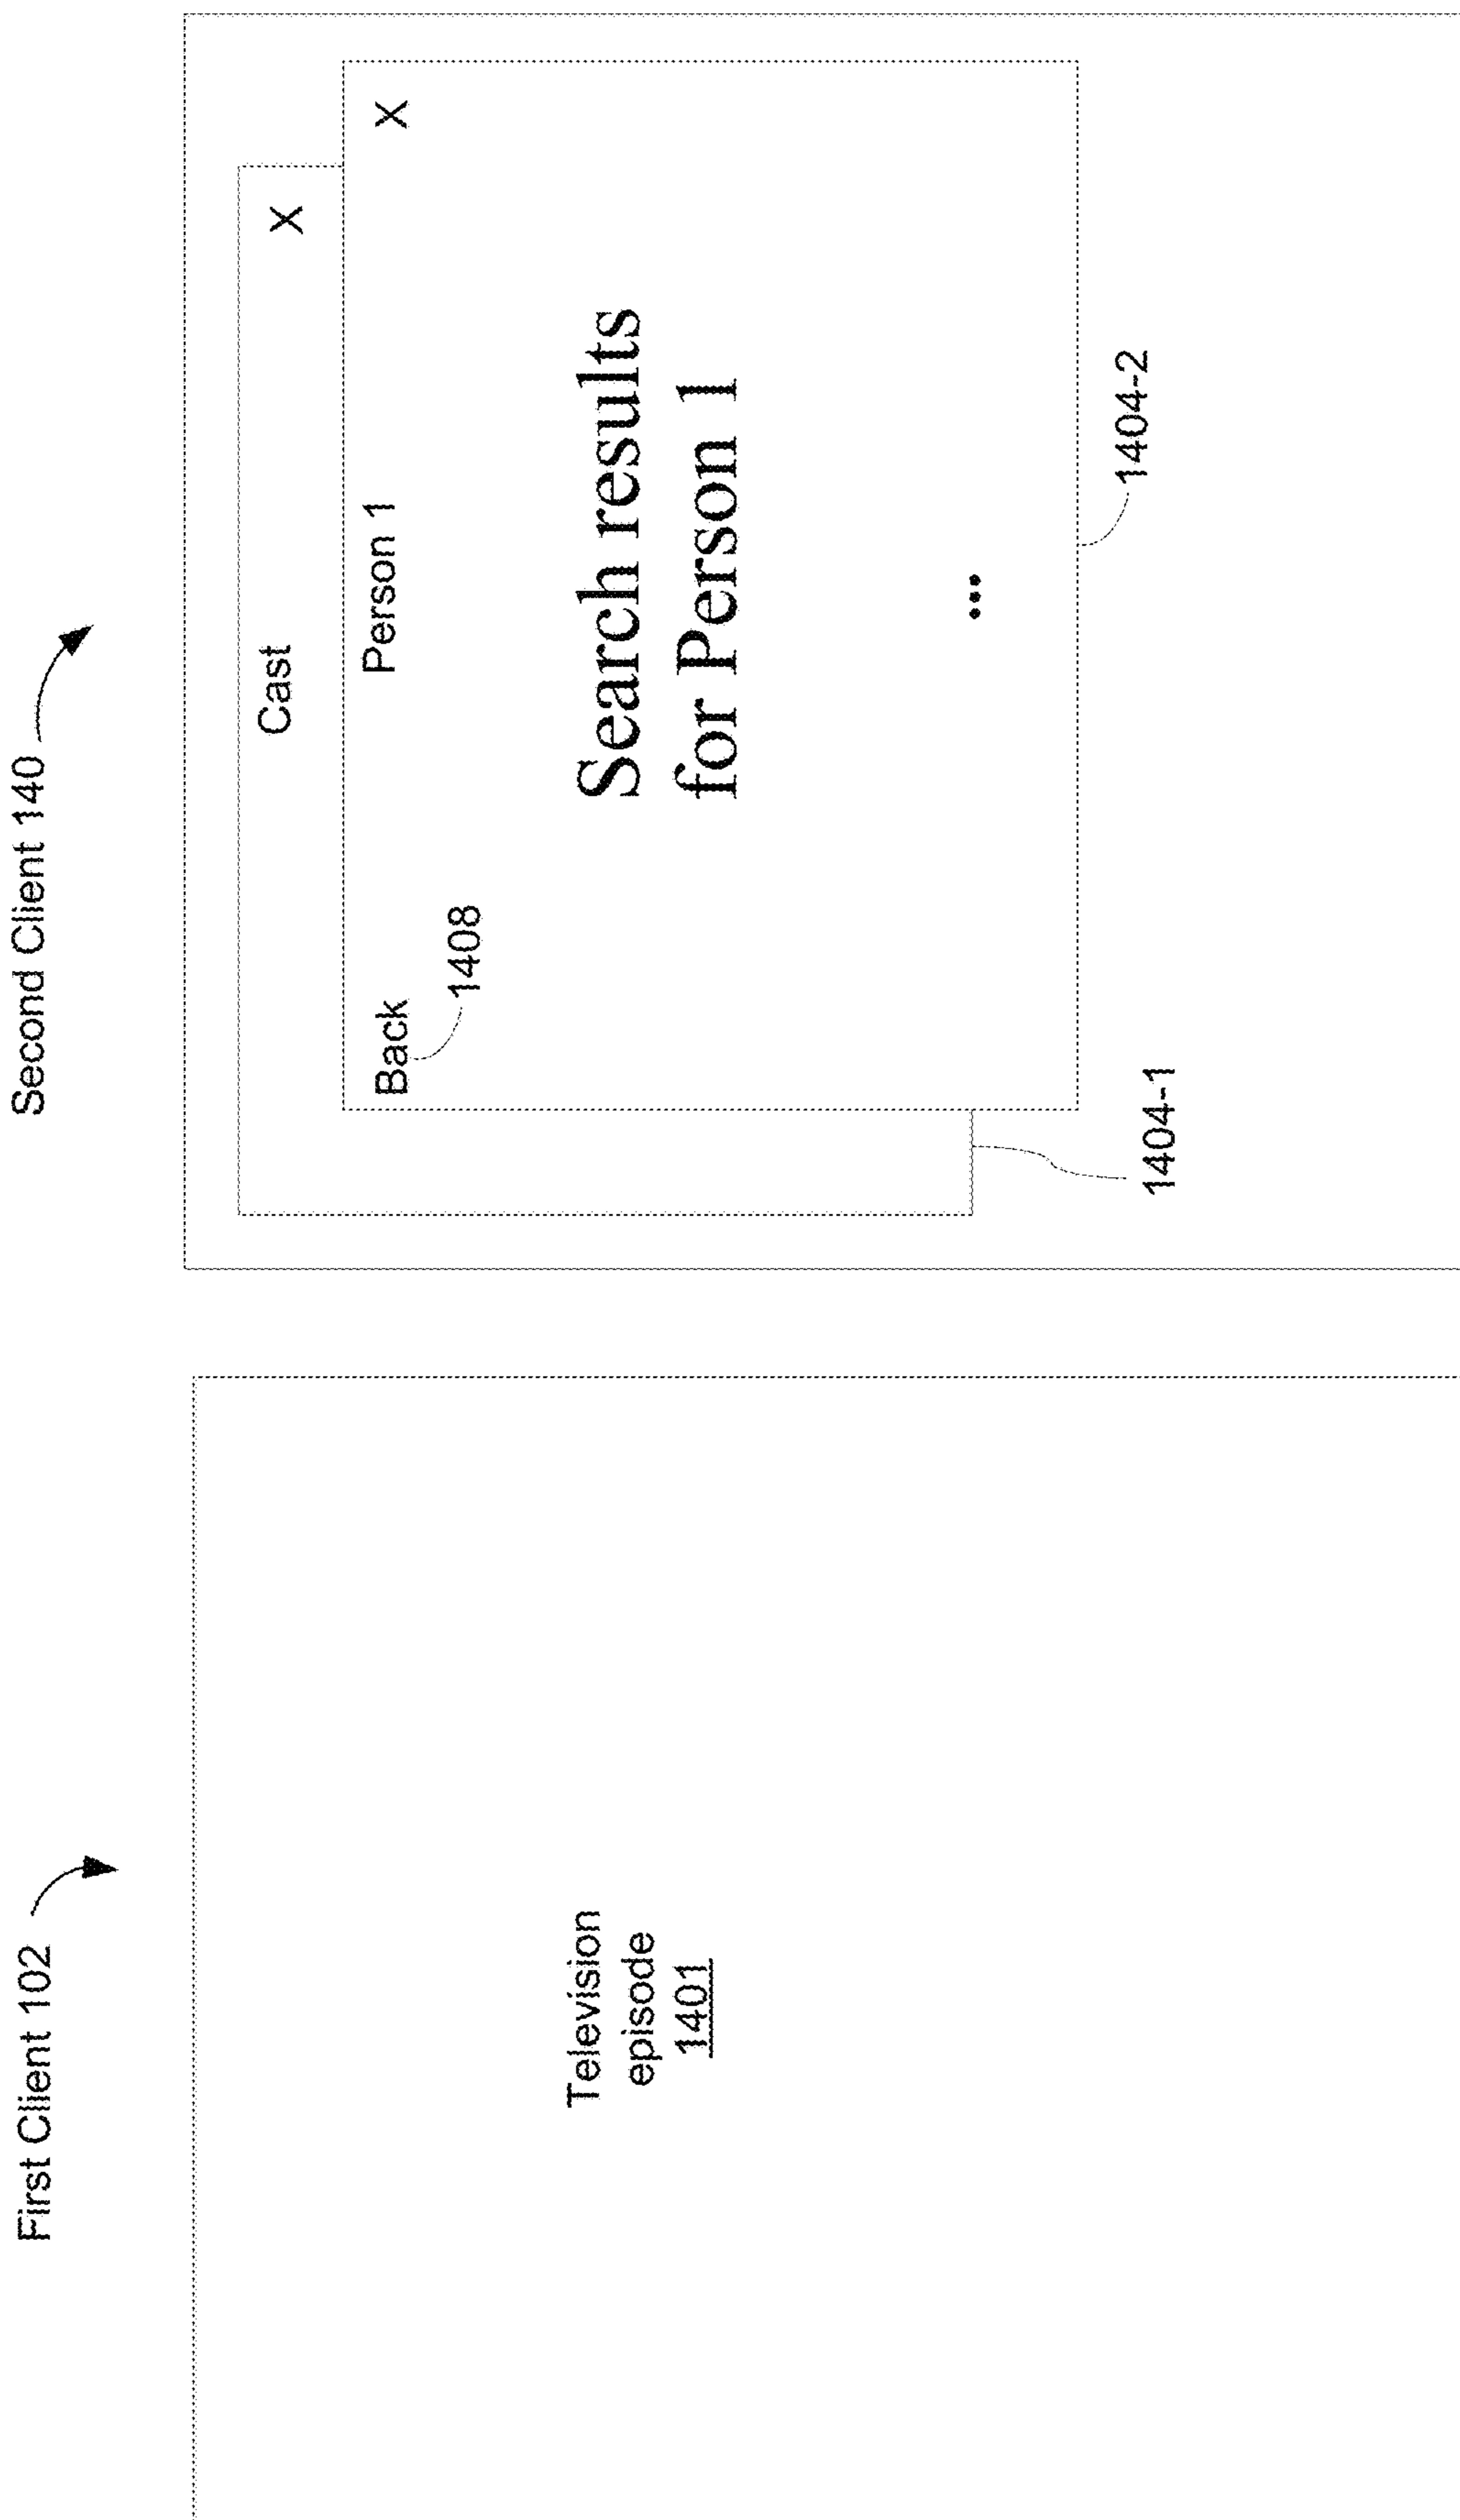 First Client 102
Television
episode
1401
Second Client 140
Cast
X
Back
Person 1
X
1408
Search results
for Person 1
...
1404-2
1404-1